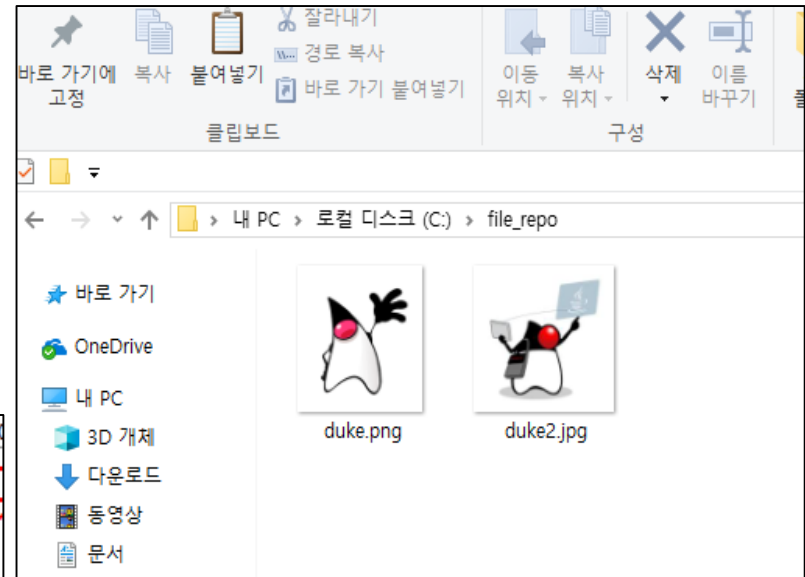 잘라내기
경로 복사
바로 가기 붙여넣기
바로 가기에 고정
복사
붙여넣기
이동 위치
복사 위치
삭제
이름 바꾸기
클립보드
구성
내 PC > 로컬 디스크 (C:) > file_repo
바로 가기
OneDrive
내 PC
3D 개체
다운로드
동영상
문서
duke.png
duke2.jpg